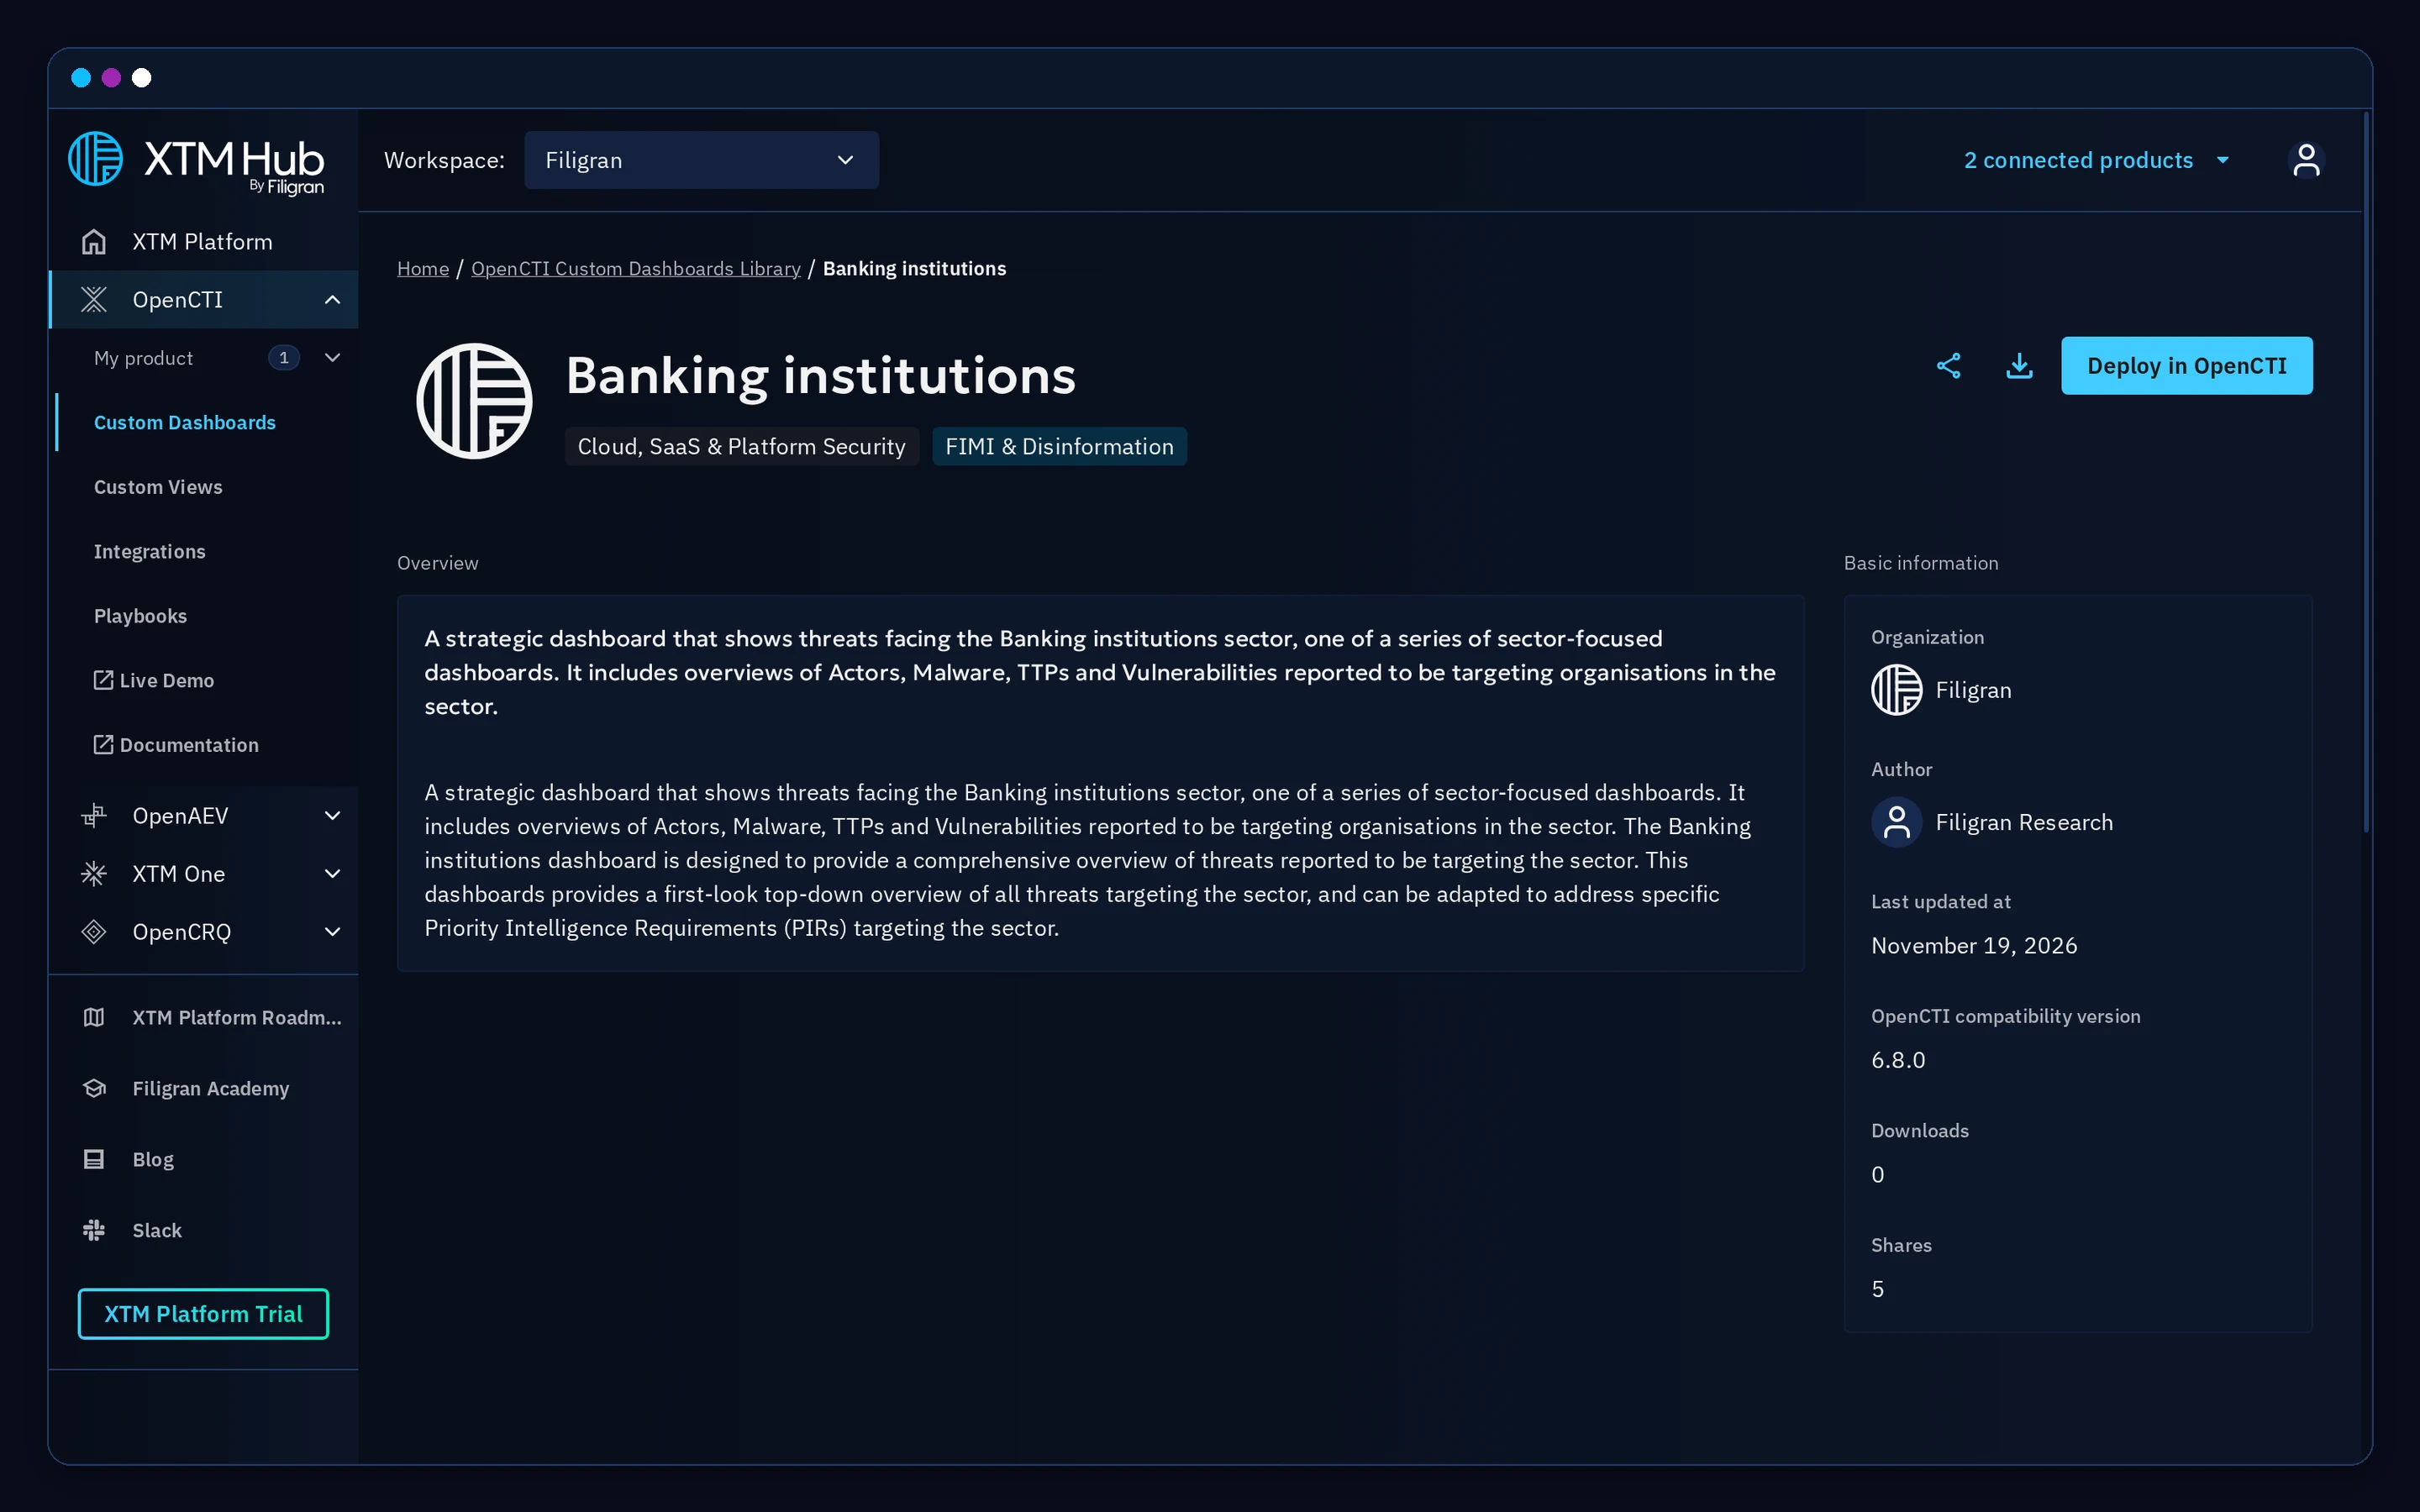 XTM Hub
By Filigran
Workspace:
Filigran
2 connected products
XTM Platform
OpenCTI
My product
1
Custom Dashboards
Custom Views
Integrations
Playbooks
Live Demo
Documentation
OpenAEV
XTM One
OpenCRQ
XTM Platform Roadm...
Filigran Academy
Blog
Slack
XTM Platform Trial
Home / OpenCTI Custom Dashboards Library / Banking institutions
Banking institutions
Deploy in OpenCTI
Cloud, SaaS & Platform Security
FIMI & Disinformation
Overview
A strategic dashboard that shows threats facing the Banking institutions sector, one of a series of sector-focused
dashboards. It includes overviews of Actors, Malware, TTPs and Vulnerabilities reported to be targeting organisations in the
sector.
A strategic dashboard that shows threats facing the Banking institutions sector, one of a series of sector-focused dashboards. It
includes overviews of Actors, Malware, TTPs and Vulnerabilities reported to be targeting organisations in the sector. The Banking
institutions dashboard is designed to provide a comprehensive overview of threats reported to be targeting the sector. This
dashboards provides a first-look top-down overview of all threats targeting the sector, and can be adapted to address specific
Priority Intelligence Requirements (PIRs) targeting the sector.
Basic information
Organization
Filigran
Author
Filigran Research
Last updated at
November 19, 2026
OpenCTI compatibility version
6.8.0
Downloads
0
Shares
5